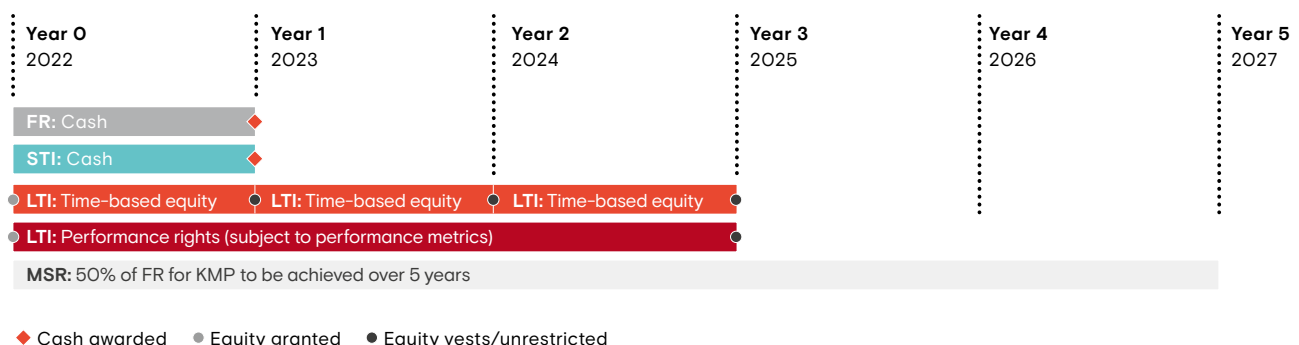 Year 0 Year 1 Year 2 Year 3 Year 4 Year 5
2022 2023 2024 2025 2026 2027
FR: Cash
STI: Cash
LTI: Time-based equity LTI: Time-based equity LTI: Time-based equity
LTI: Performance rights (subject to performance metrics)
MSR: 50% of FR for KMP to be achieved over 5 years
Cash awarded Equity granted Equity vests/unrestricted